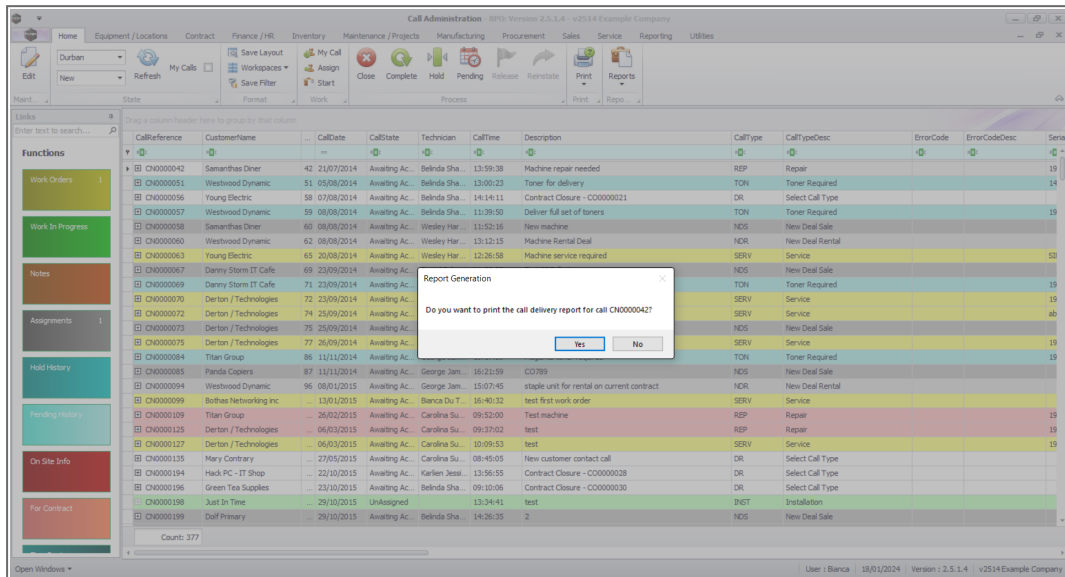 Call Administration - BPO: Version 2.5.1.4 - v2514 Example Company
Home Equipment / Locations Contract Finance / HR Inventory Maintenance / Projects Manufacturing Procurement Sales Service Reporting Utilities
Edit
Durban
New
Refresh
My Calls
Save Layout
Workspaces
Save Filter
My Call
Assign
Start
Close Complete Hold Pending Release Reinstate
Print
Reports
Maint... State Format Work Process Print Repo...
Links
Enter text to search...
Functions
Work Orders 1
Work In Progress
Notes
Assignments 1
Hold History
Pending History
On Site Info
For Contract
Drag a column header here to group by that column
CallReference CustomerName ... CallDate CallState Technician CallTime Description CallType CallTypeDesc ErrorCode ErrorCodeDesc Seria
CN0000042 Samanthas Diner 42 21/07/2014 Awaiting Ac... Belinda Sha... 13:59:38 Machine repair needed REP Repair 19
CN0000051 Westwood Dynamic 51 05/08/2014 Awaiting Ac... Belinda Sha... 13:00:23 Toner for delivery TON Toner Required 14
CN0000056 Young Electric 58 07/08/2014 Awaiting Ac... Belinda Sha... 14:14:11 Contract Closure - CO0000021 DR Select Call Type
CN0000057 Westwood Dynamic 59 08/08/2014 Awaiting Ac... Belinda Sha... 11:39:50 Deliver full set of toners TON Toner Required 19
CN0000058 Samanthas Diner 60 08/08/2014 Awaiting Ac... Wesley Har... 11:52:16 New machine NDS New Deal Sale
CN0000060 Westwood Dynamic 62 08/08/2014 Awaiting Ac... Wesley Har... 13:12:15 Machine Rental Deal NDR New Deal Rental
CN0000063 Young Electric 65 20/08/2014 Awaiting Ac... Wesley Har... 12:26:58 Machine service required SERV Service
CN0000067 Danny Storm IT Cafe 69 23/09/2014 NDS New Deal Sale
CN0000069 Danny Storm IT Cafe 71 23/09/2014 TON Toner Required 19
CN0000070 Derton / Technologies 72 23/09/2014 SERV Service 19
CN0000072 Derton / Technologies 74 25/09/2014 SERV Service ab
CN0000073 Derton / Technologies 75 25/09/2014 NDS New Deal Sale
CN0000075 Derton / Technologies 77 26/09/2014 SERV Service 19
CN0000084 Titan Group 86 11/11/2014 TON Toner Required 19
CN0000085 Panda Copiers 87 11/11/2014 Awaiting Ac... George Jam... 16:21:59 CO789 NDS New Deal Sale
CN0000094 Westwood Dynamic 96 08/01/2015 Awaiting Ac... George Jam... 15:07:45 staple unit for rental on current contract NDR New Deal Rental
CN0000099 Bothas Networking inc ... 13/01/2015 Awaiting Ac... Bianca Du T... 16:40:32 test first work order SERV Service
CN0000109 Titan Group ... 26/02/2015 Awaiting Ac... Carolina Su... 09:52:00 Test machine REP Repair 19
CN0000125 Derton / Technologies ... 06/03/2015 Awaiting Ac... Carolina Su... 09:37:02 test REP Repair 19
CN0000127 Derton / Technologies ... 06/03/2015 Awaiting Ac... Carolina Su... 10:09:53 test SERV Service 19
CN0000135 Mary Contrary ... 27/05/2015 Awaiting Ac... Carolina Su... 08:45:05 New customer contact call DR Select Call Type
CN0000194 Hack PC - IT Shop ... 22/10/2015 Awaiting Ac... Karlien Jessi... 13:56:55 Contract Closure - CO0000028 DR Select Call Type
CN0000196 Green Tea Supplies ... 23/10/2015 Awaiting Ac... Belinda Sha... 09:10:06 Contract Closure - CO0000030 DR Select Call Type
CN0000198 Just In Time ... 29/10/2015 UnAssigned 13:34:41 test INST Installation
CN0000199 Dolf Primary ... 29/10/2015 Awaiting Ac... Belinda Sha... 14:26:35 2 NDS New Deal Sale
Count: 377
Report Generation
Do you want to print the call delivery report for call CN0000042?
Yes No
Open Windows
User : Bianca 18/01/2024 Version : 2.5.1.4 v2514 Example Company